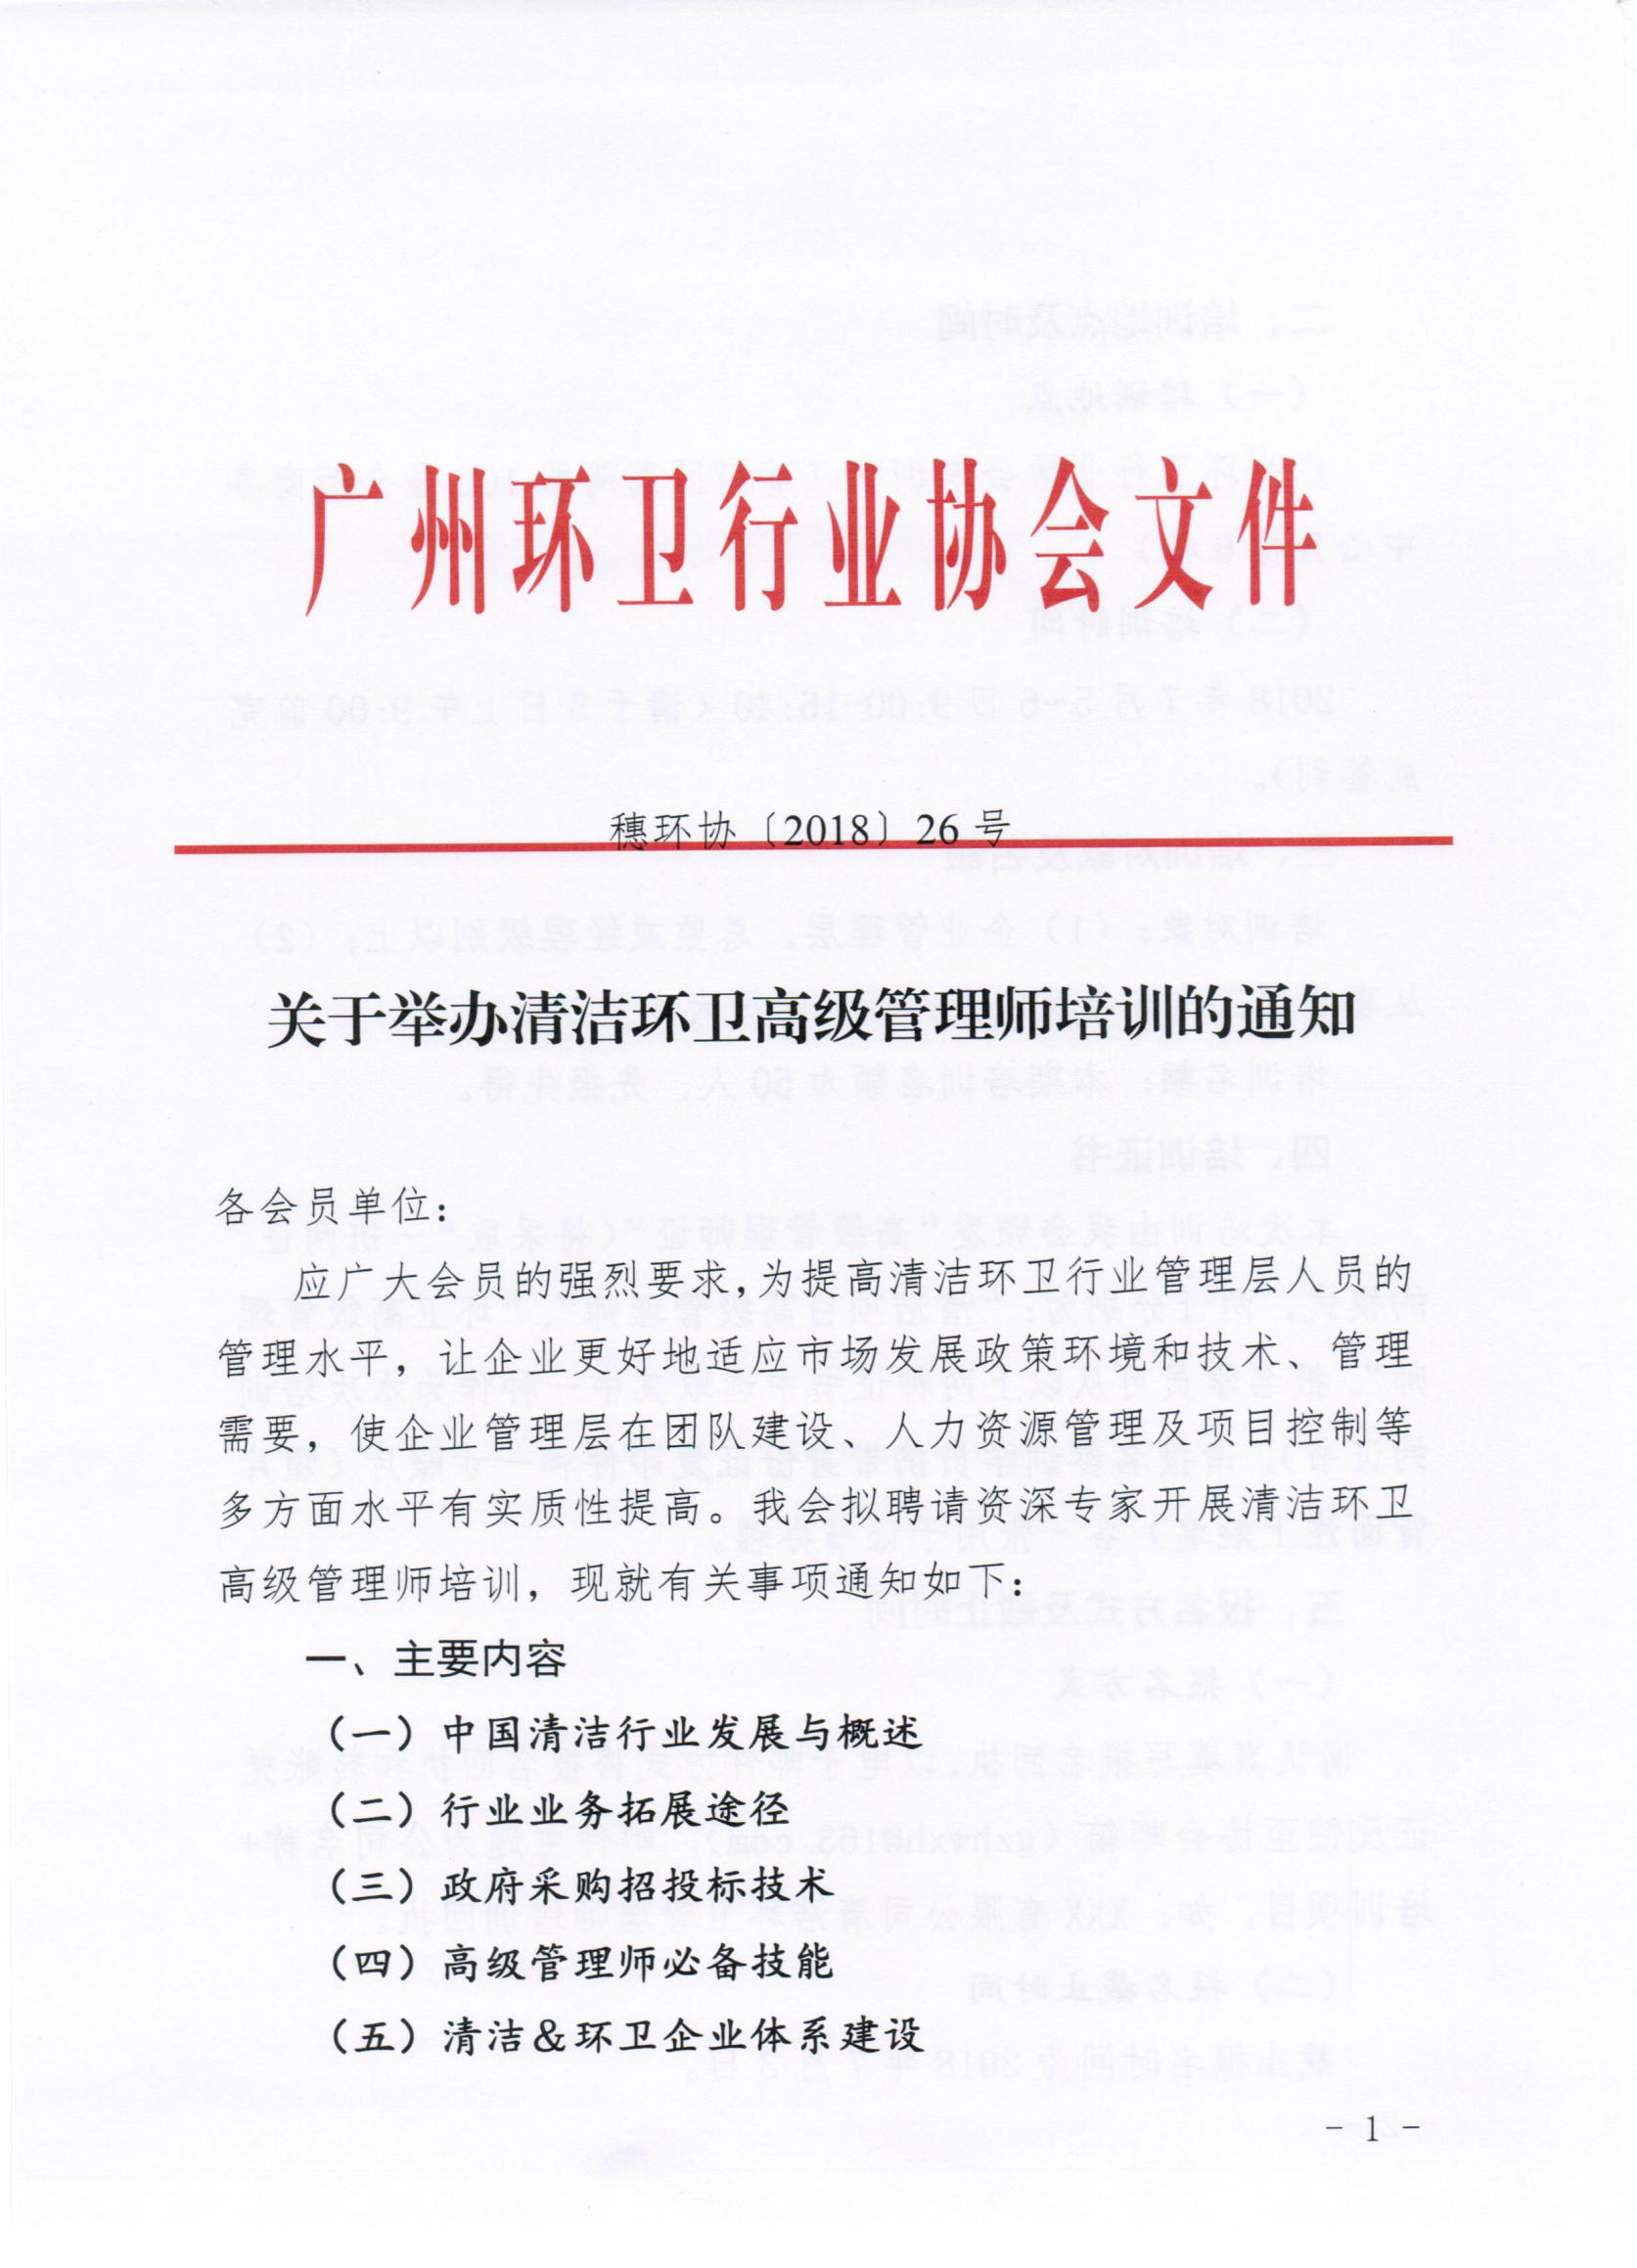 广州环卫行业协会文件
穗环协〔2018〕26号
关于举办清洁环卫高级管理师培训的通知
各会员单位：
应广大会员的强烈要求，为提高清洁环卫行业管理层人员的
管理水平，让企业更好地适应市场发展政策环境和技术、管理
需要，使企业管理层在团队建设、人力资源管理及项目控制等
多方面水平有实质性提高。我会拟聘请资深专家开展清洁环卫
高级管理师培训，现就有关事项通知如下：
一、主要内容
（一）中国清洁行业发展与概述
（二）行业业务拓展途径
（三）政府采购招投标技术
（四）高级管理师必备技能
（五）清洁&环卫企业体系建设
- 1 -